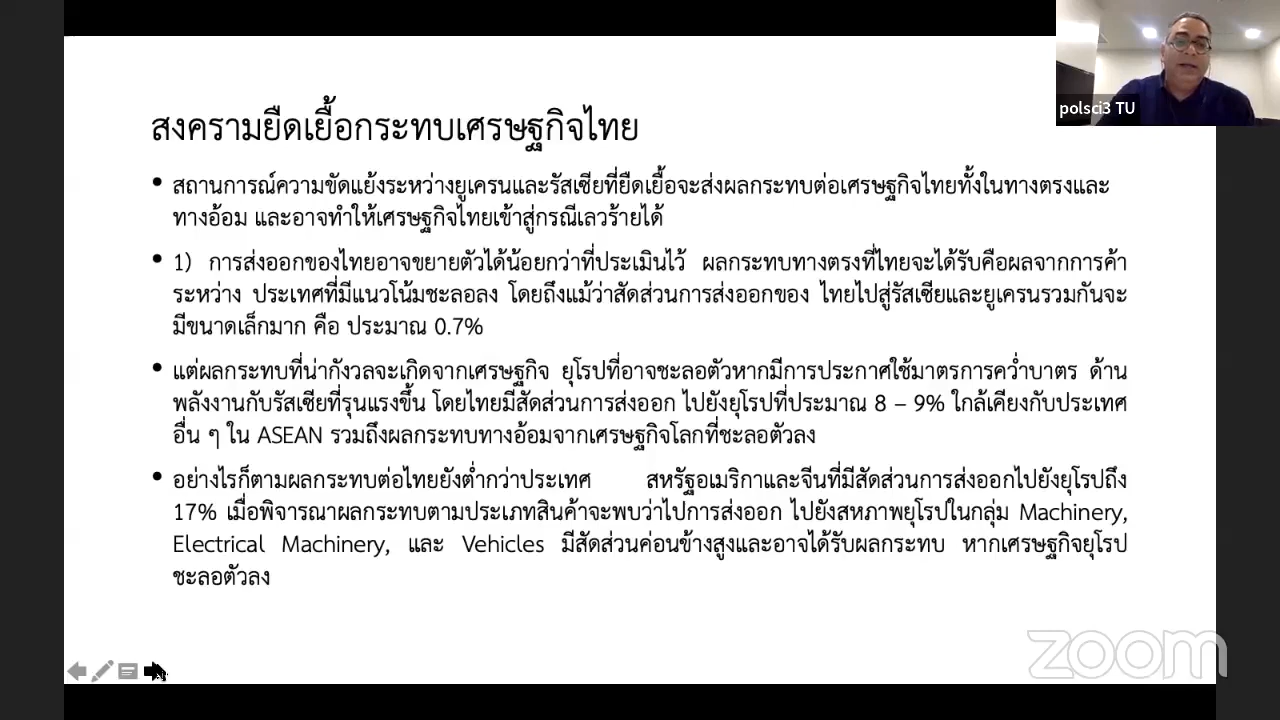 polsci3 TU
สงครามยืดเยื้อกระทบเศรษฐกิจไทย
• สถานการณ์ความขัดแย้งระหว่างยูเครนและรัสเซียที่ยืดเยื้อจะส่งผลกระทบต่อเศรษฐกิจไทยทั้งในทางตรงและ
ทางอ้อม และอาจทำให้เศรษฐกิจไทยเข้าสู่กรณีเลวร้ายได้
• 1) การส่งออกของไทยอาจขยายตัวได้น้อยกว่าที่ประเมินไว้ ผลกระทบทางตรงที่ไทยจะได้รับคือผลจากการค้า
ระหว่าง ประเทศที่มีแนวโน้มชะลอลง โดยถึงแม้ว่าสัดส่วนการส่งออกของ ไทยไปสู่รัสเซียและยูเครนรวมกันจะ
มีขนาดเล็กมาก คือ ประมาณ 0.7%
• แต่ผลกระทบที่น่ากังวลจะเกิดจากเศรษฐกิจ ยุโรปที่อาจชะลอตัวหากมีการประกาศใช้มาตรการคว่ำบาตร ด้าน
พลังงานกับรัสเซียที่รุนแรงขึ้น โดยไทยมีสัดส่วนการส่งออก ไปยังยุโรปที่ประมาณ 8 – 9% ใกล้เคียงกับประเทศ
อื่น ๆ ใน ASEAN รวมถึงผลกระทบทางอ้อมจากเศรษฐกิจโลกที่ชะลอตัวลง
• อย่างไรก็ตามผลกระทบต่อไทยยังต่ำกว่าประเทศ สหรัฐอเมริกาและจีนที่มีสัดส่วนการส่งออกไปยังยุโรปถึง
17% เมื่อพิจารณาผลกระทบตามประเภทสินค้าจะพบว่าไปการส่งออก ไปยังสหภาพยุโรปในกลุ่ม Machinery,
Electrical Machinery, และ Vehicles มีสัดส่วนค่อนข้างสูงและอาจได้รับผลกระทบ หากเศรษฐกิจยุโรป
ชะลอตัวลง
zoom